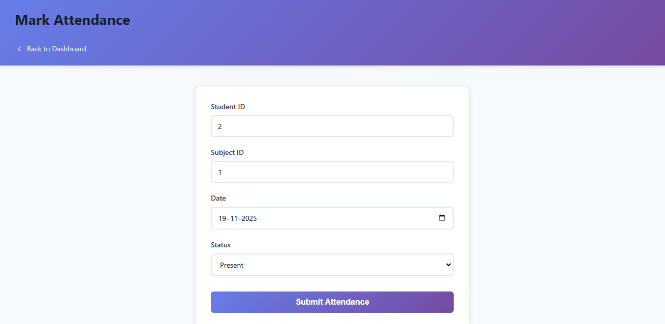 Mark Attendance
Back to Dashboard
Student ID
2
Subject ID
1
Date
19-11-2025
Status
Present
Submit Attendance